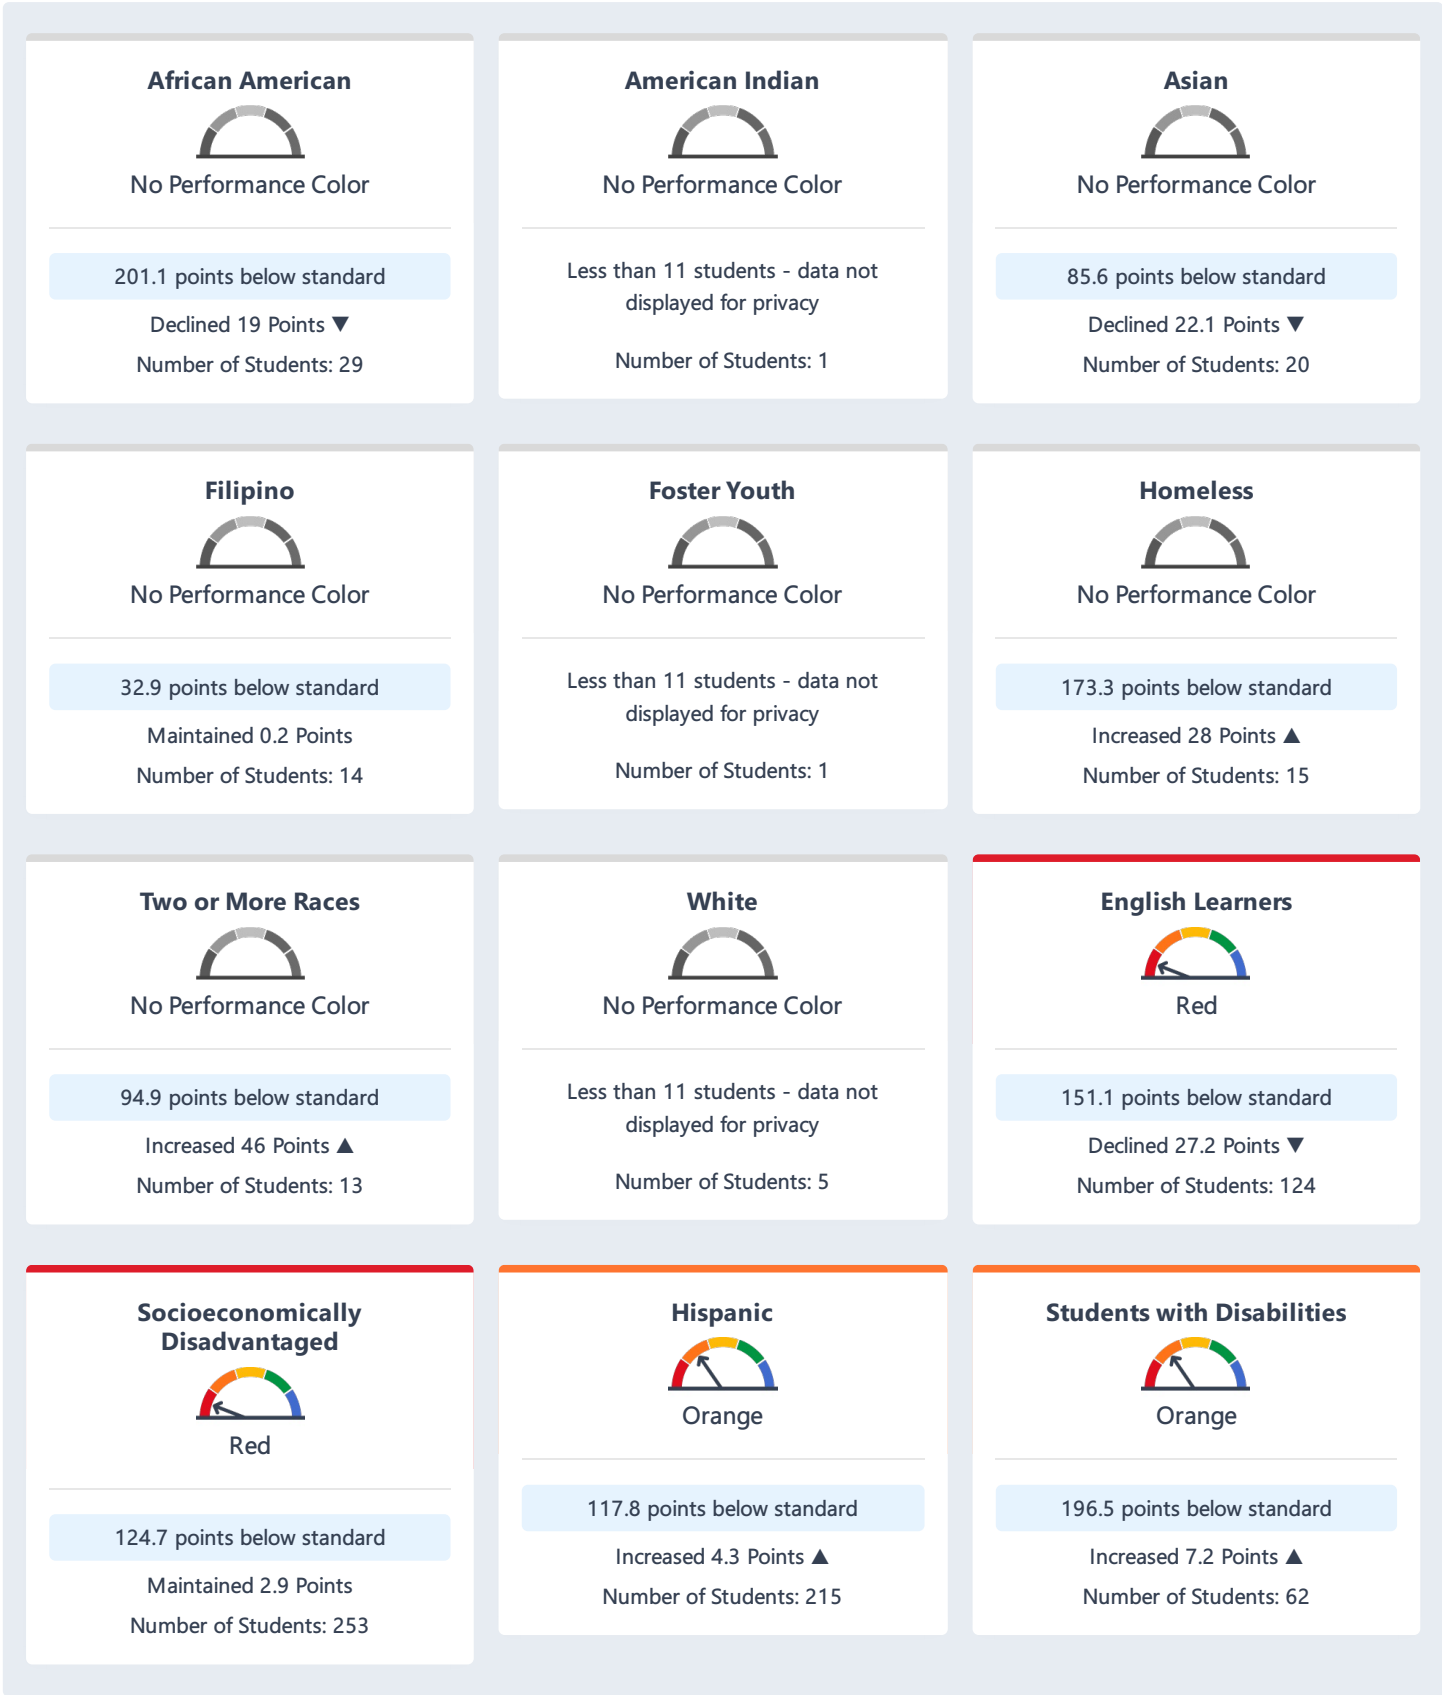 African American
No Performance Color
201.1 points below standard
Declined 19 Points ▼
Number of Students: 29
American Indian
No Performance Color
Less than 11 students - data not
displayed for privacy
Number of Students: 1
Asian
No Performance Color
85.6 points below standard
Declined 22.1 Points ▼
Number of Students: 20
Filipino
No Performance Color
32.9 points below standard
Maintained 0.2 Points
Number of Students: 14
Foster Youth
No Performance Color
Less than 11 students - data not
displayed for privacy
Number of Students: 1
Homeless
No Performance Color
173.3 points below standard
Increased 28 Points ▲
Number of Students: 15
Two or More Races
No Performance Color
94.9 points below standard
Increased 46 Points ▲
Number of Students: 13
White
No Performance Color
Less than 11 students - data not
displayed for privacy
Number of Students: 5
English Learners
Red
151.1 points below standard
Declined 27.2 Points ▼
Number of Students: 124
Socioeconomically
Disadvantaged
Red
124.7 points below standard
Maintained 2.9 Points
Number of Students: 253
Hispanic
Orange
117.8 points below standard
Increased 4.3 Points ▲
Number of Students: 215
Students with Disabilities
Orange
196.5 points below standard
Increased 7.2 Points ▲
Number of Students: 62